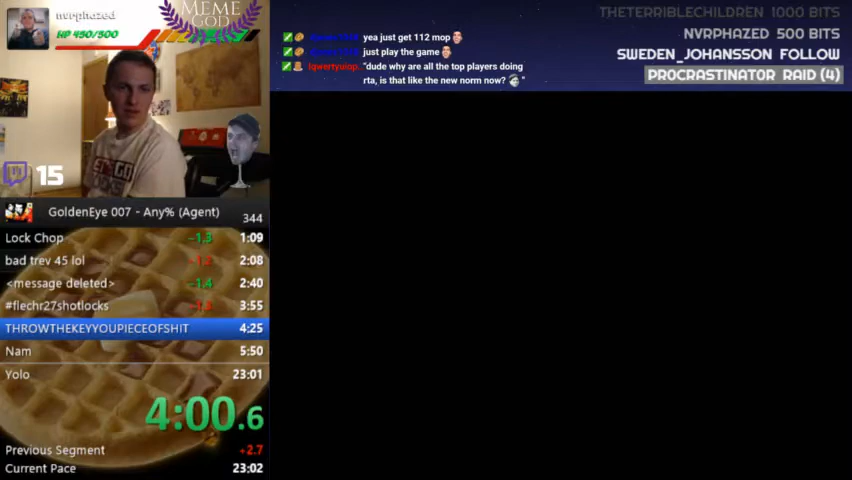 nvrphazed
HP 450/500
MEME
GOD
15
GoldenEye 007 - Any% (Agent)
344
Lock Chop 1:09
bad trev 45 lol 2:08
<message deleted> -1.4 2:40
#flechr27shotlocks 3:55
THROWTHEKEYYOUPIECEOFSHIT 4:25
Nam 5:50
Yolo 23:01
4:00.6
Previous Segment +2.7
Current Pace 23:02
yea just get 112 mop
just play the game
"dude why are all the top players doing
rta, is that like the new norm now? "
THETERRIBLECHILDREN 1000 BITS
NVRPHAZED 500 BITS
SWEDEN_JOHANSSON FOLLOW
PROCRASTINATOR RAID (4)